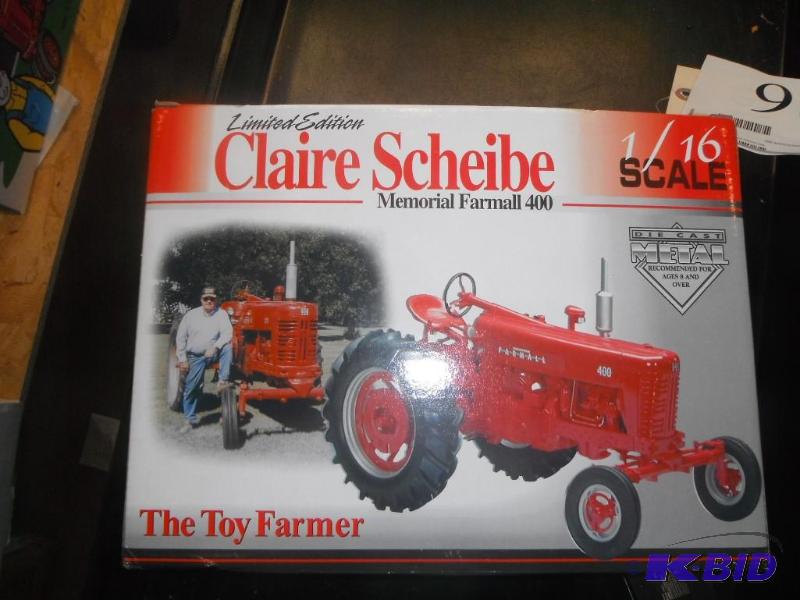 Limited Edition
Claire Scheibe
Memorial Farmall 400
1/16
SCALE
9
DIE CAST
METAL
RECOMMENDED FOR
AGES 8 AND
OVER
FARMALL
400
The Toy Farmer
K-BID